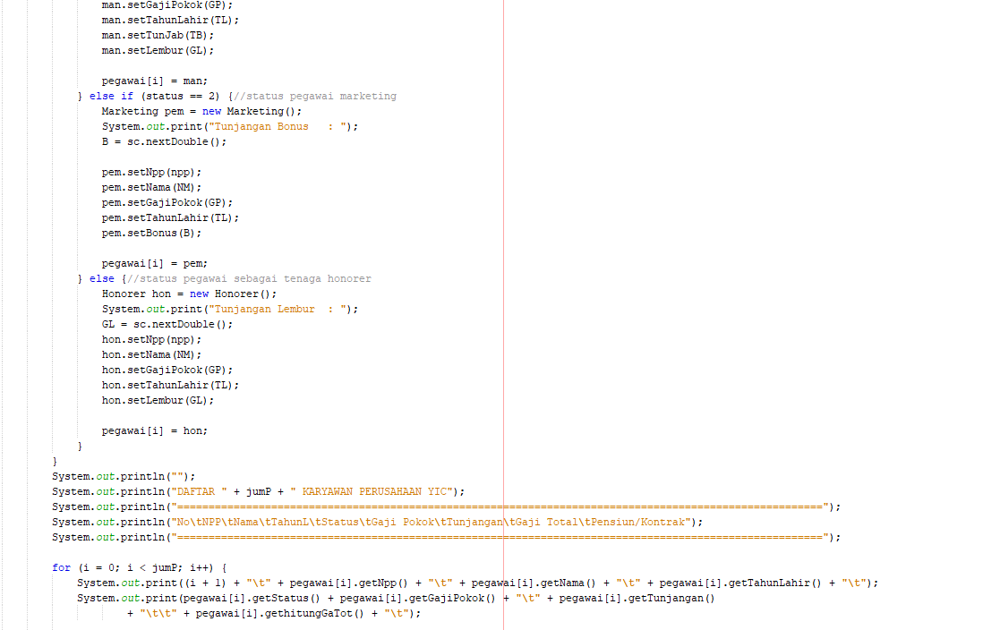 man.setGajiPokok(GP);
man.setTahunLahir(TL);
man.setTunJab(TB);
man.setLembur(GL);
pegawai[i] = man;
} else if (status == 2) {//status pegawai marketing
Marketing pem = new Marketing();
System.out.print("Tunjangan Bonus   : ");
B = sc.nextDouble();
pem.setNpp(npp);
pem.setNama(NM);
pem.setGajiPokok(GP);
pem.setTahunLahir(TL);
pem.setBonus(B);
pegawai[i] = pem;
} else {//status pegawai sebagai tenaga honorer
Honorer hon = new Honorer();
System.out.print("Tunjangan Lembur  : ");
GL = sc.nextDouble();
hon.setNpp(npp);
hon.setNama(NM);
hon.setGajiPokok(GP);
hon.setTahunLahir(TL);
hon.setLembur(GL);
pegawai[i] = hon;
}
}
System.out.println("");
System.out.println("DAFTAR " + jumP + " KARYAWAN PERUSAHAAN YIC");
System.out.println("=======================================================================================================");
System.out.println("No\tNPP\tNama\tTahunL\tStatus\tGaji Pokok\tTunjangan\tGaji Total\tPensiun/Kontrak");
System.out.println("=======================================================================================================");
for (i = 0; i < jumP; i++) {
System.out.print((i + 1) + "\t" + pegawai[i].getNpp() + "\t" + pegawai[i].getNama() + "\t" + pegawai[i].getTahunLahir() + "\t");
System.out.print(pegawai[i].getStatus() + pegawai[i].getGajiPokok() + "\t" + pegawai[i].getTunjangan()
+ "\t\t" + pegawai[i].gethitungGaTot() + "\t");